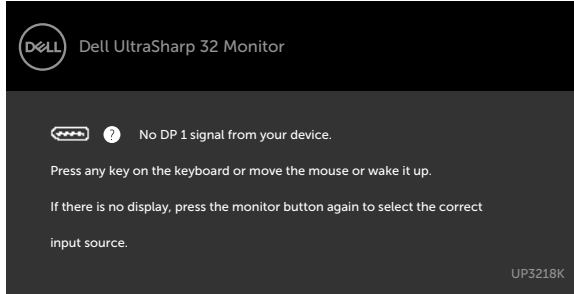 DELL
Dell UltraSharp 32 Monitor
? No DP 1 signal from your device.
Press any key on the keyboard or move the mouse or wake it up.
If there is no display, press the monitor button again to select the correct
input source.
UP3218K